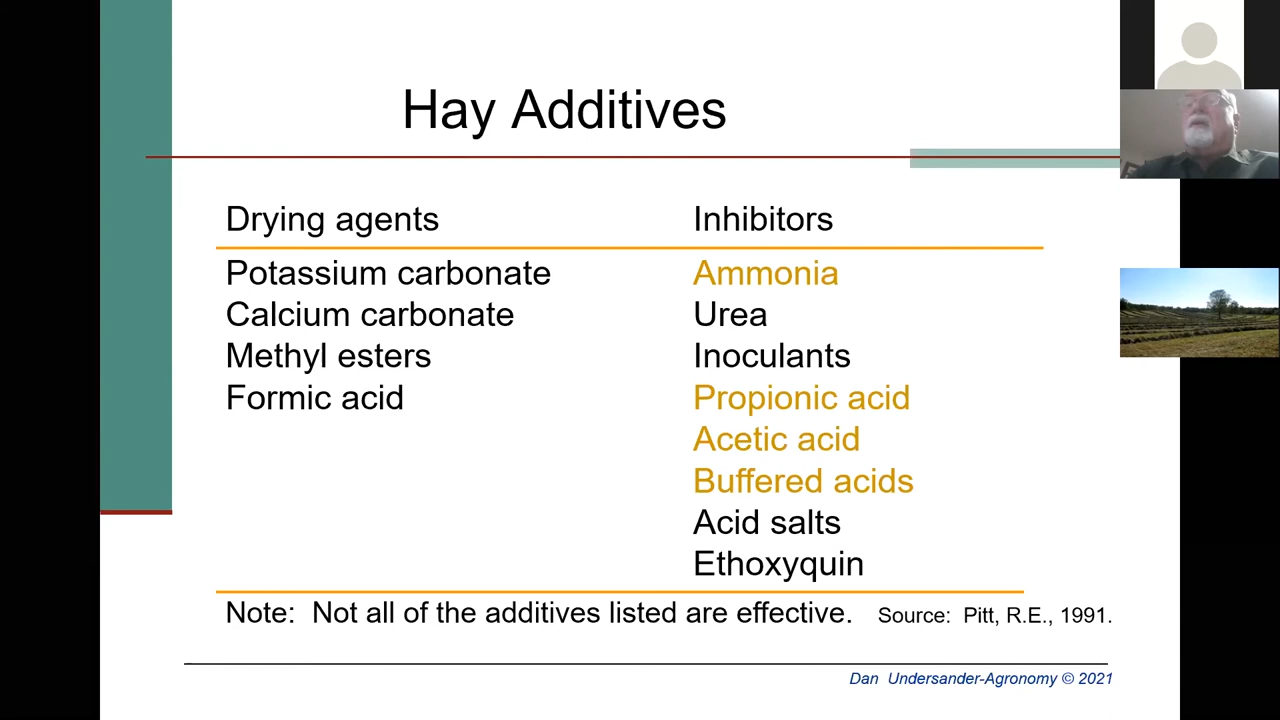 Hay Additives
Drying agents
Inhibitors
Potassium carbonate
Ammonia
Calcium carbonate
Urea
Methyl esters
Inoculants
Formic acid
Propionic acid
Acetic acid
Buffered acids
Acid salts
Ethoxyquin
Note: Not all of the additives listed are effective. Source: Pitt, R.E., 1991.
Dan Undersander-Agronomy © 2021